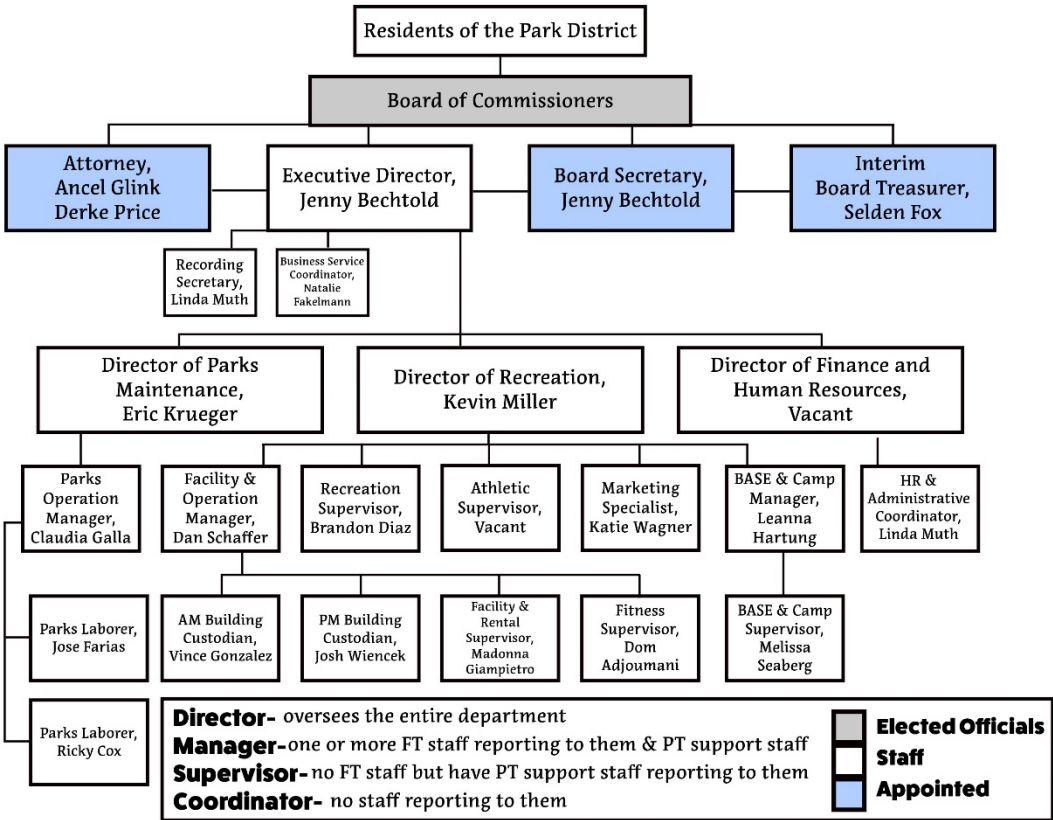 Residents of the Park District
Board of Commissioners
Attorney,
Ancel Glink
Derke Price
Executive Director,
Jenny Bechtold
Board Secretary,
Jenny Bechtold
Interim
Board Treasurer,
Selden Fox
Recording
Secretary,
Linda Muth
Business Service
Coordinator,
Natalie
Fakelmann
Director of Parks
Maintenance,
Eric Krueger
Director of Recreation,
Kevin Miller
Director of Finance and
Human Resources,
Vacant
Parks
Operation
Manager,
Claudia Galla
Facility &
Operation
Manager,
Dan Schaffer
Recreation
Supervisor,
Brandon Diaz
Athletic
Supervisor,
Vacant
Marketing
Specialist,
Katie Wagner
BASE & Camp
Manager,
Leanna
Hartung
HR &
Administrative
Coordinator,
Linda Muth
Parks Laborer,
Jose Farias
AM Building
Custodian,
Vince Gonzalez
PM Building
Custodian,
Josh Wiencek
Facility &
Rental
Supervisor,
Madonna
Giampietro
Fitness
Supervisor,
Dom
Adjoumani
BASE & Camp
Supervisor,
Melissa
Seaberg
Parks Laborer,
Ricky Cox
Director- oversees the entire department
Manager-one or more FT staff reporting to them & PT support staff
Supervisor-no FT staff but have PT support staff reporting to them
Coordinator- no staff reporting to them
Elected Officials
Staff
Appointed